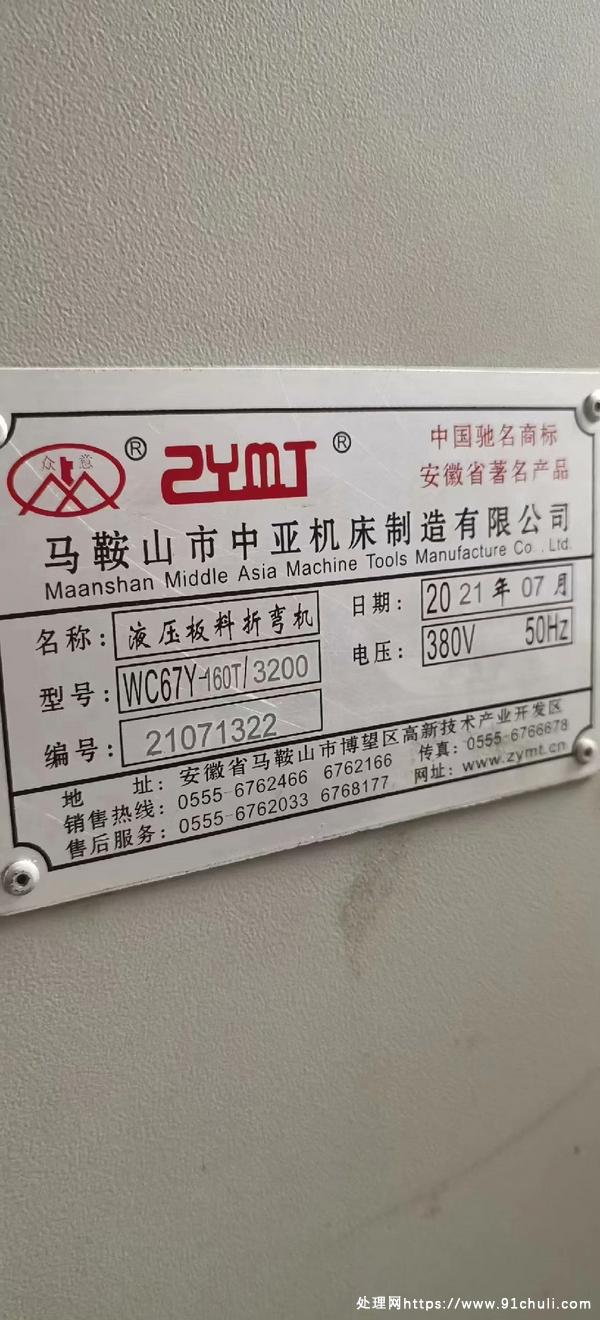 众 意 ® ZYMT ®
中国驰名商标
安徽省著名产品
马鞍山市中亚机床制造有限公司
Maanshan Middle Asia Machine Tools Manufacture Co . Ltd.
名称: 液压板料折弯机
日期: 2021年07月
型号: WC67Y-160T/3200
电压: 380V 50Hz
编号: 21071322
地 址: 安徽省马鞍山市博望区高新技术产业开发区
销售热线: 0555-6762466 6762166 传真: 0555-6766678
售后服务: 0555-6762033 6768177 网址: www.zymt.cn
处理网https://www.91chuli.com